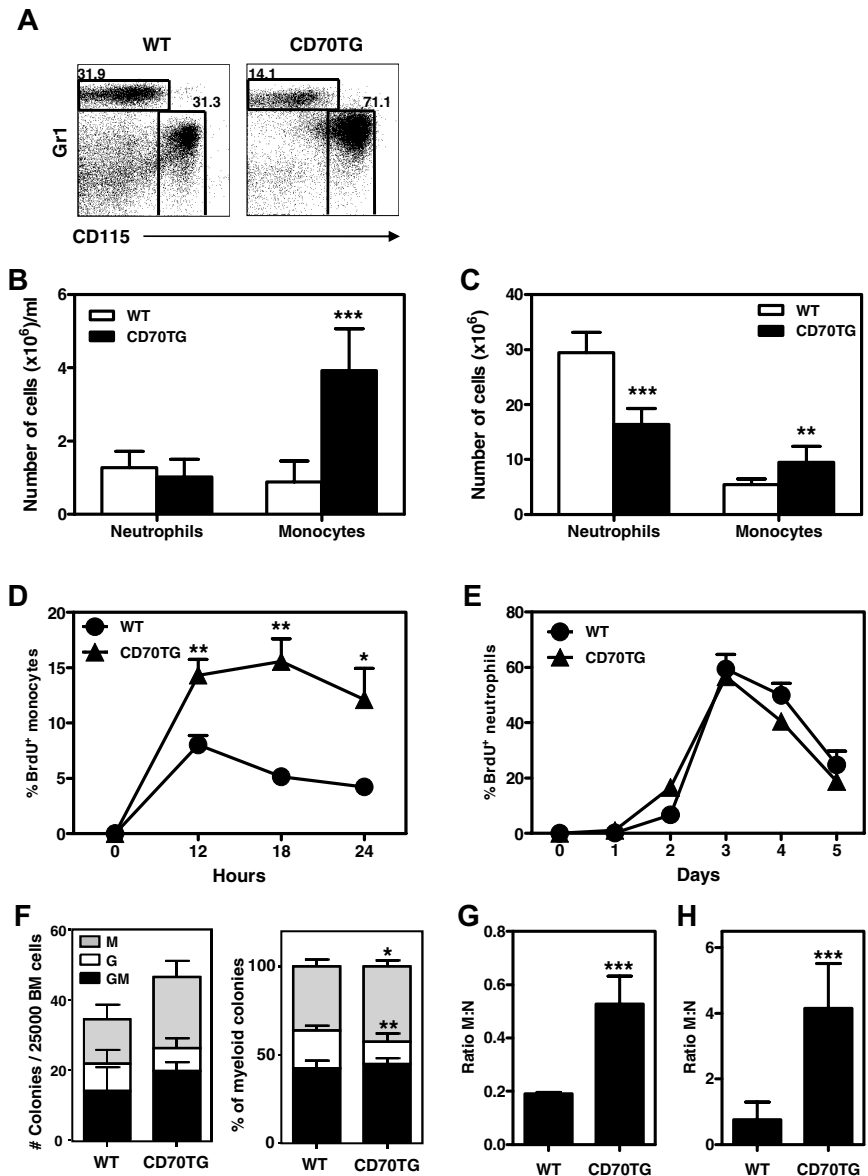 A
WT
CD70TG
31.9
31.3
14.1
71.1
Gr1
CD115
B
Number of cells (x10⁶)/ml
6
4
2
0
WT
CD70TG
***
Neutrophils
Monocytes
C
Number of cells (x10⁶)
40
30
20
10
0
WT
CD70TG
***
**
Neutrophils
Monocytes
D
%BrdU⁺ monocytes
20
15
10
5
0
WT
CD70TG
**
**
*
0
12
18
24
Hours
E
%BrdU⁺ neutrophils
80
60
40
20
0
WT
CD70TG
0
1
2
3
4
5
Days
F
# Colonies / 25000 BM cells
60
40
20
0
M
G
GM
WT
CD70TG
% of myeloid colonies
100
50
0
*
**
WT
CD70TG
G
Ratio M:N
0.8
0.6
0.4
0.2
0.0
***
WT
CD70TG
H
Ratio M:N
6
4
2
0
***
WT
CD70TG